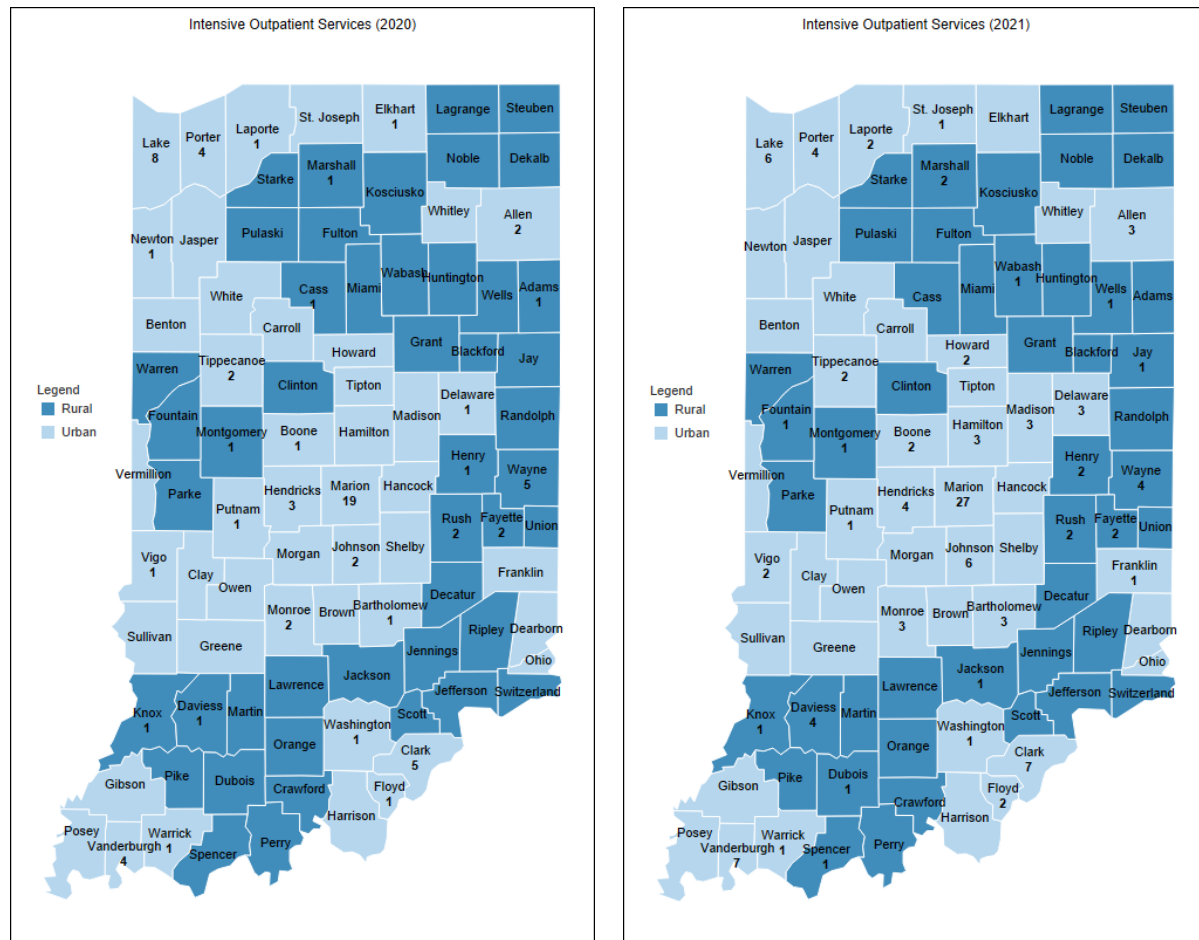 Intensive Outpatient Services (2020)
Lake
8
Porter
4
Laporte
1
St. Joseph
Elkhart
1
Lagrange
Steuben
Noble
Dekalb
Starke
Marshall
1
Kosciusko
Whitley
Allen
2
Newton
1
Jasper
Pulaski
Fulton
White
Cass
1
Miami
Wabash
Huntington
Wells
Adams
1
Benton
Carroll
Howard
Grant
Blackford
Jay
Warren
Tippecanoe
2
Clinton
Tipton
Madison
Delaware
1
Randolph
Legend
Rural
Urban
Fountain
Montgomery
1
Boone
1
Hamilton
Henry
1
Wayne
5
Vermillion
Parke
Putnam
1
Hendricks
3
Marion
19
Hancock
Rush
2
Fayette
2
Union
Vigo
1
Clay
Owen
Morgan
Johnson
2
Shelby
Franklin
Decatur
Sullivan
Greene
Monroe
2
Brown
Bartholomew
1
Jennings
Ripley
Dearborn
Ohio
Knox
1
Daviess
1
Martin
Lawrence
Jackson
Jefferson
Switzerland
Scott
Washington
1
Orange
Clark
5
Gibson
Pike
Dubois
Crawford
Floyd
1
Harrison
Posey
Vanderburgh
4
Warrick
1
Spencer
Perry
Intensive Outpatient Services (2021)
Lake
6
Porter
4
Laporte
2
St. Joseph
1
Elkhart
Lagrange
Steuben
Noble
Dekalb
Starke
Marshall
2
Kosciusko
Whitley
Allen
3
Newton
Jasper
Pulaski
Fulton
White
Cass
Miami
Wabash
1
Huntington
Wells
1
Adams
Benton
Carroll
Howard
2
Grant
Blackford
Jay
1
Warren
Tippecanoe
2
Clinton
Tipton
Madison
3
Delaware
3
Randolph
Legend
Rural
Urban
Fountain
1
Montgomery
1
Boone
2
Hamilton
3
Henry
2
Wayne
4
Vermillion
Parke
Putnam
1
Hendricks
4
Marion
27
Hancock
Rush
2
Fayette
2
Union
Vigo
2
Clay
Owen
Morgan
Johnson
6
Shelby
Franklin
1
Decatur
Sullivan
Greene
Monroe
3
Brown
Bartholomew
3
Jennings
Ripley
Dearborn
Ohio
Knox
1
Daviess
4
Martin
Lawrence
Jackson
1
Jefferson
Switzerland
Scott
Washington
1
Orange
Clark
7
Gibson
Pike
Dubois
1
Crawford
Floyd
2
Harrison
Posey
Vanderburgh
7
Warrick
1
Spencer
1
Perry